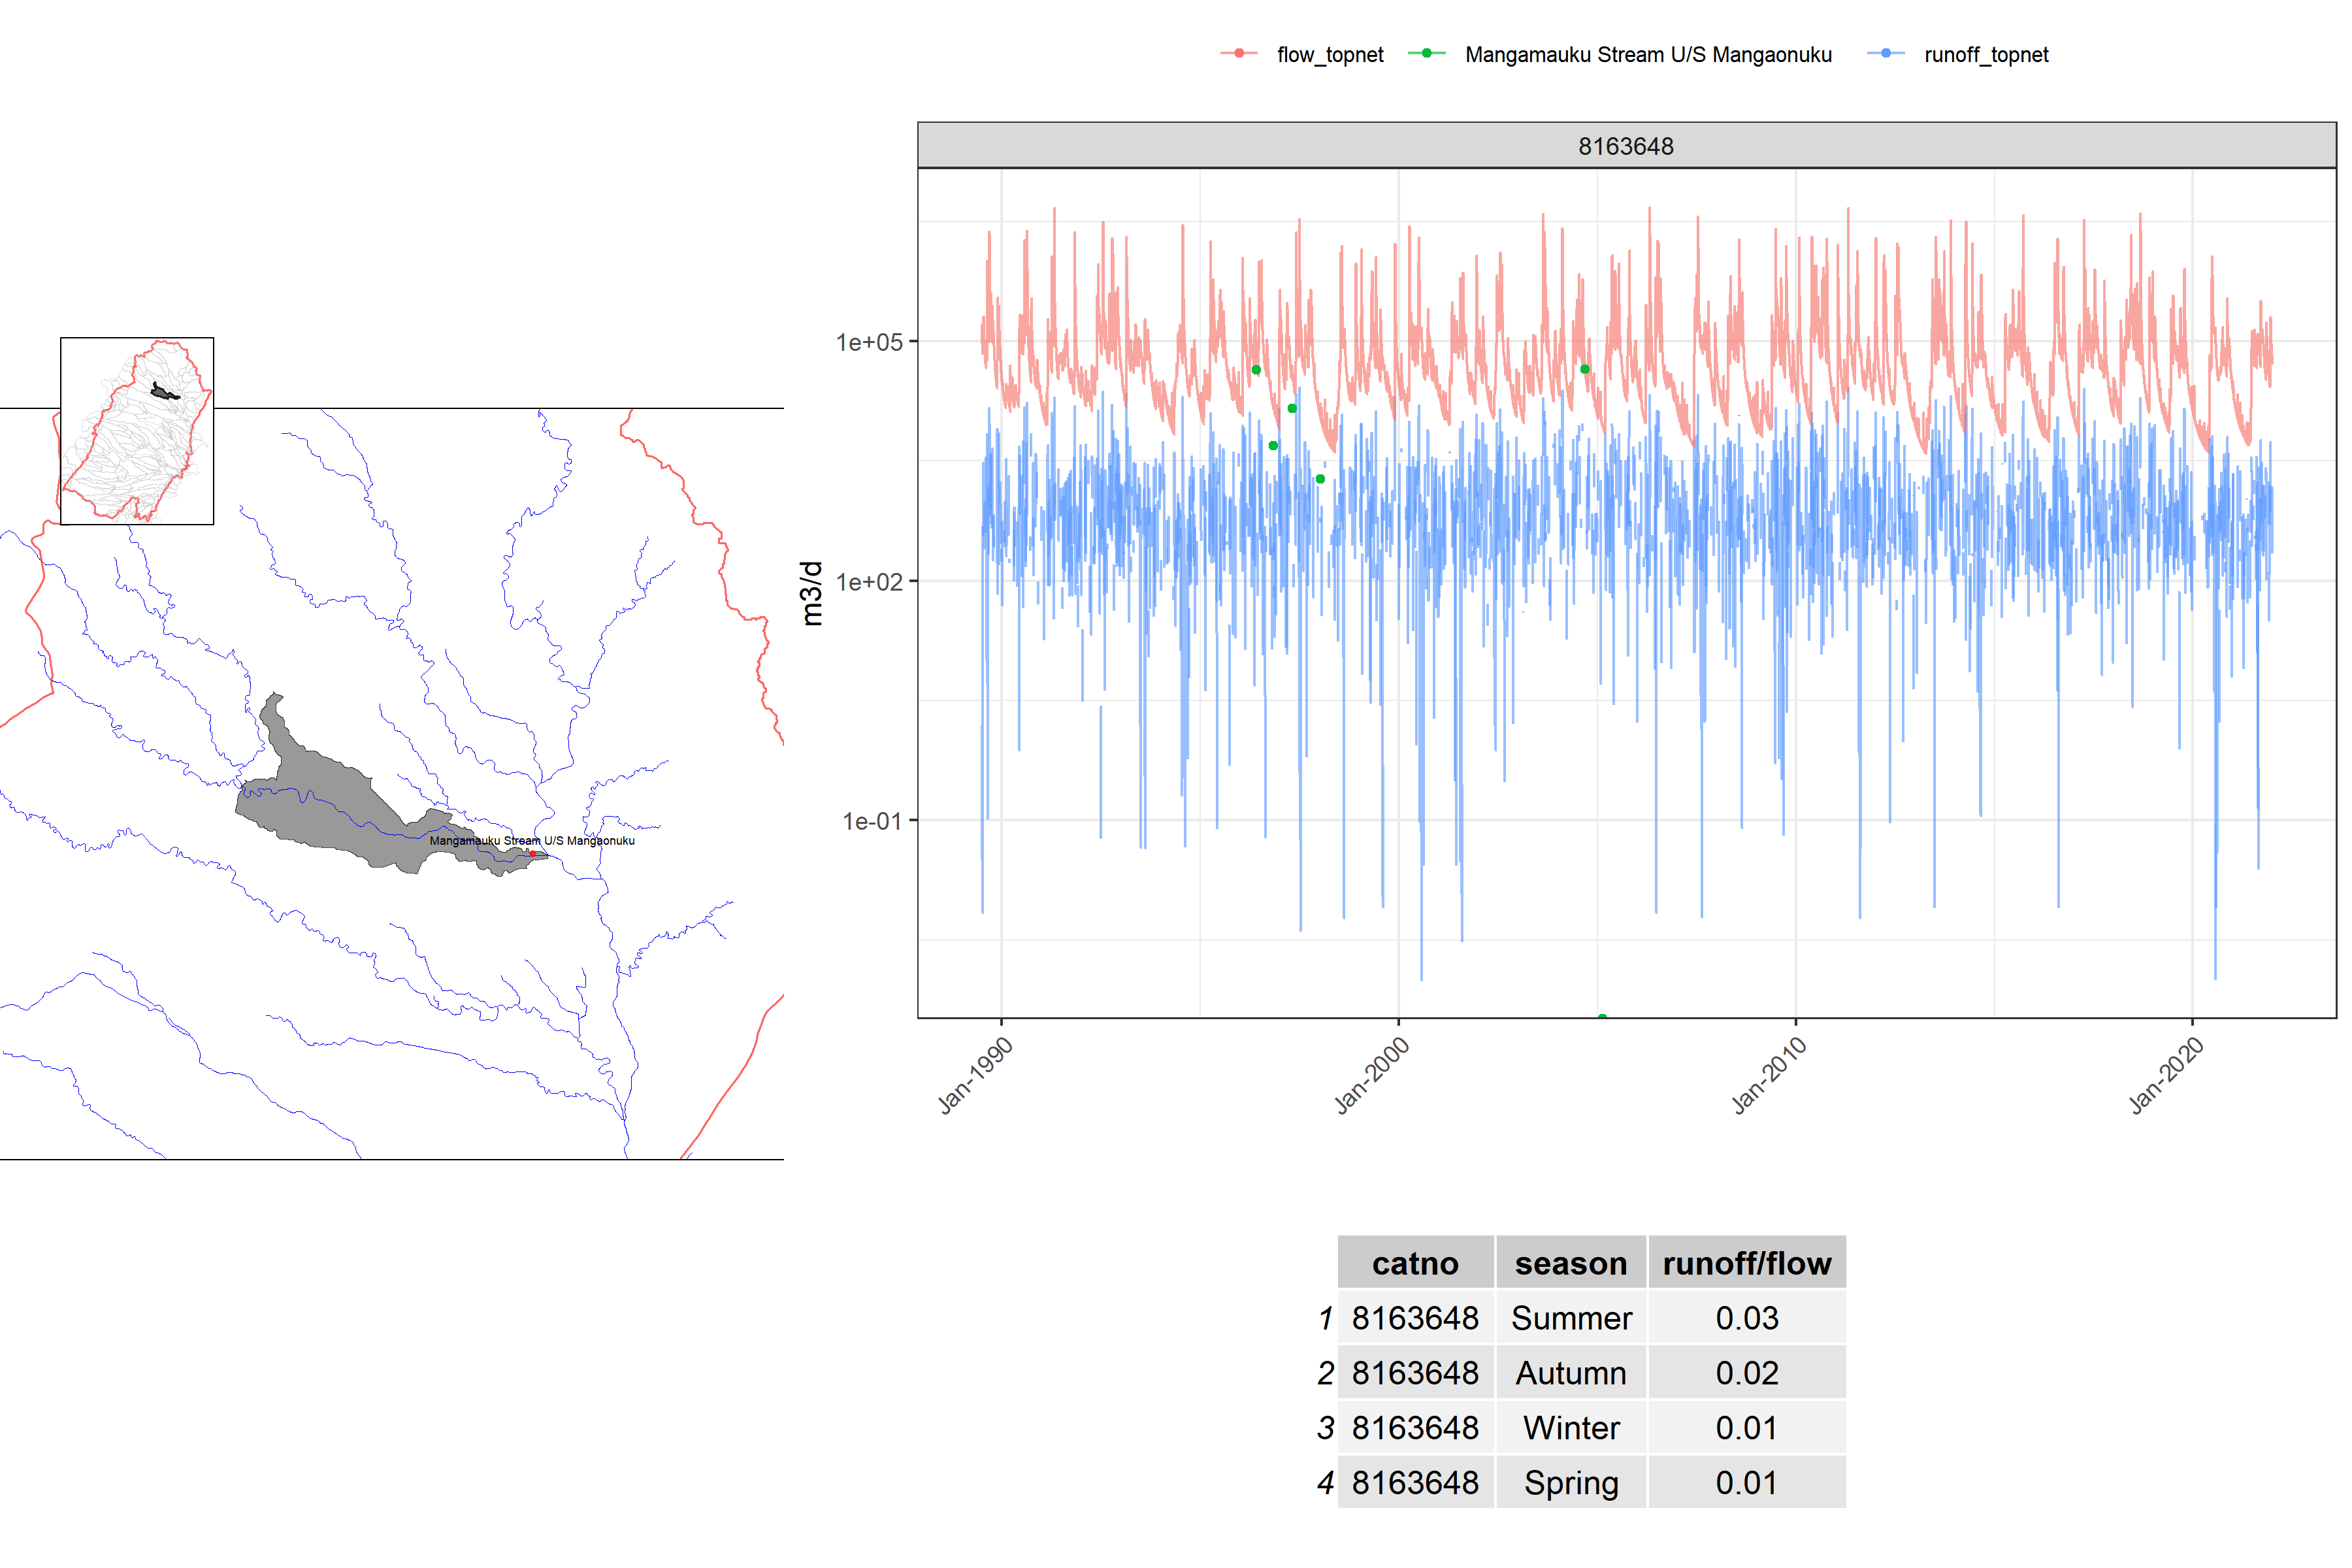 flow_topnet Mangamauku Stream U/S Mangaonuku runoff_topnet
8163648
m3/d
1e+05
1e+02
1e-01
Jan-1990 Jan-2000 Jan-2010 Jan-2020
Mangamauku Stream U/S Mangaonuku
catno season runoff/flow
1 8163648 Summer 0.03
2 8163648 Autumn 0.02
3 8163648 Winter 0.01
4 8163648 Spring 0.01